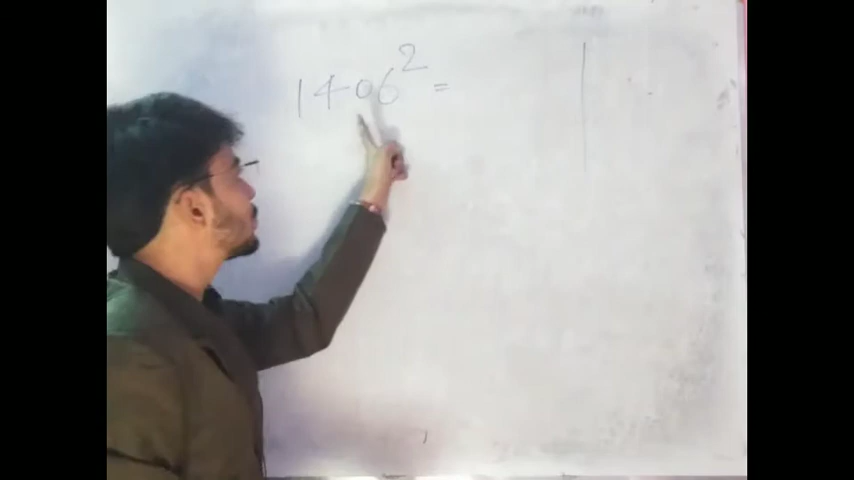 1406² =